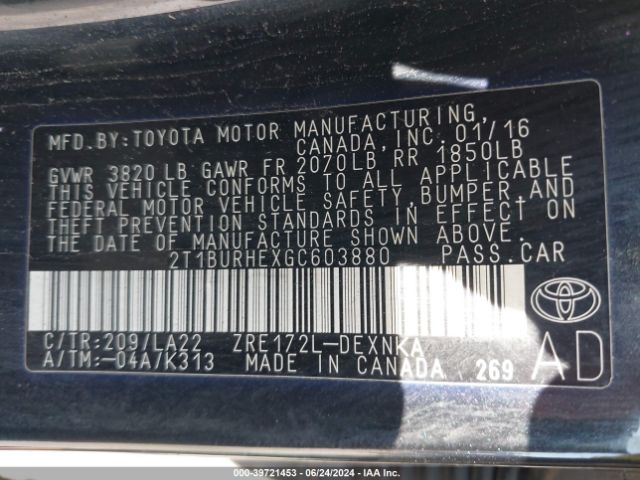 MFD.BY:TOYOTA MOTOR MANUFACTURING,
CANADA,INC. 01/16
GVWR 3820 LB GAWR FR 2070LB RR 1850LB
THIS VEHICLE CONFORMS TO ALL APPLICABLE
FEDERAL MOTOR VEHICLE SAFETY,BUMPER,AND
THEFT PREVENTION STANDARDS IN EFFECT ON
THE DATE OF MANUFACTURE SHOWN ABOVE.
2T1BURHEXGC603880 PASS.CAR
C/TR:209/LA22 ZRE172L-DEXNKA
A/TM:-04A7K313 MADE IN CANADA 269
AD
000-39721453 - 06/24/2024 - IAA Inc.